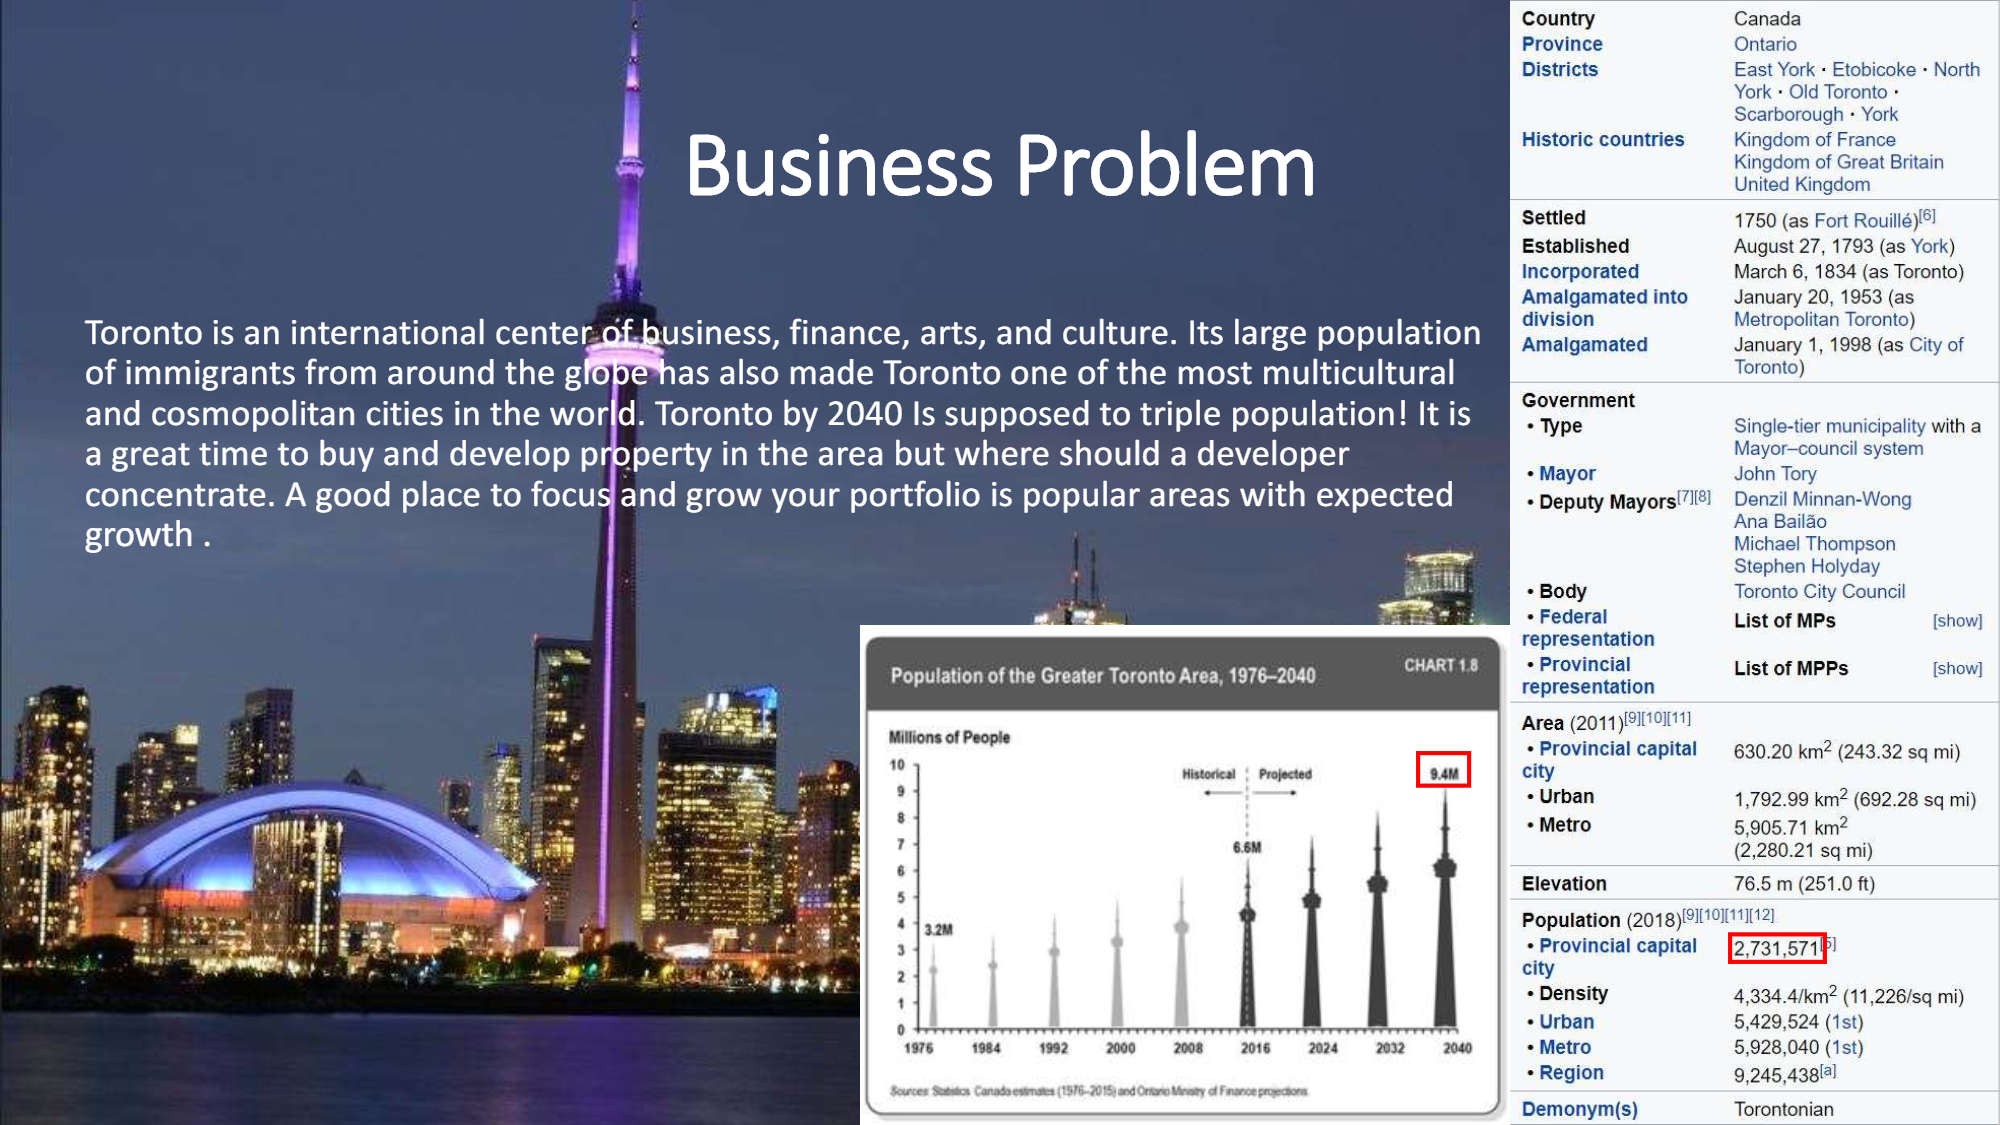 Business Problem
Toronto is an international center of business, finance, arts, and culture. Its large population
of immigrants from around the globe has also made Toronto one of the most multicultural
and cosmopolitan cities in the world. Toronto by 2040 Is supposed to triple population! It is
a great time to buy and develop property in the area but where should a developer
concentrate. A good place to focus and grow your portfolio is popular areas with expected
growth .
Population of the Greater Toronto Area, 1976–2040
CHART 1.8
Millions of People
10
9
8
7
6
5
4
3
2
1
0
Historical
Projected
3.2M
6.6M
9.4M
1976 1984 1992 2000 2008 2016 2024 2032 2040
Sources: Statistics Canada estimates (1976–2015) and Ontario Ministry of Finance projections.
Country Canada
Province Ontario
Districts East York · Etobicoke · North
York · Old Toronto ·
Scarborough · York
Historic countries Kingdom of France
Kingdom of Great Britain
United Kingdom
Settled 1750 (as Fort Rouillé)[6]
Established August 27, 1793 (as York)
Incorporated March 6, 1834 (as Toronto)
Amalgamated into January 20, 1953 (as
division Metropolitan Toronto)
Amalgamated January 1, 1998 (as City of
Toronto)
Government
• Type Single-tier municipality with a
Mayor–council system
• Mayor John Tory
• Deputy Mayors[7][8] Denzil Minnan-Wong
Ana Bailão
Michael Thompson
Stephen Holyday
• Body Toronto City Council
• Federal List of MPs [show]
representation
• Provincial List of MPPs [show]
representation
Area (2011)[9][10][11]
• Provincial capital 630.20 km2 (243.32 sq mi)
city
• Urban 1,792.99 km2 (692.28 sq mi)
• Metro 5,905.71 km2
(2,280.21 sq mi)
Elevation 76.5 m (251.0 ft)
Population (2018)[9][10][11][12]
• Provincial capital 2,731,571[5]
city
• Density 4,334.4/km2 (11,226/sq mi)
• Urban 5,429,524 (1st)
• Metro 5,928,040 (1st)
• Region 9,245,438[a]
Demonym(s) Torontonian